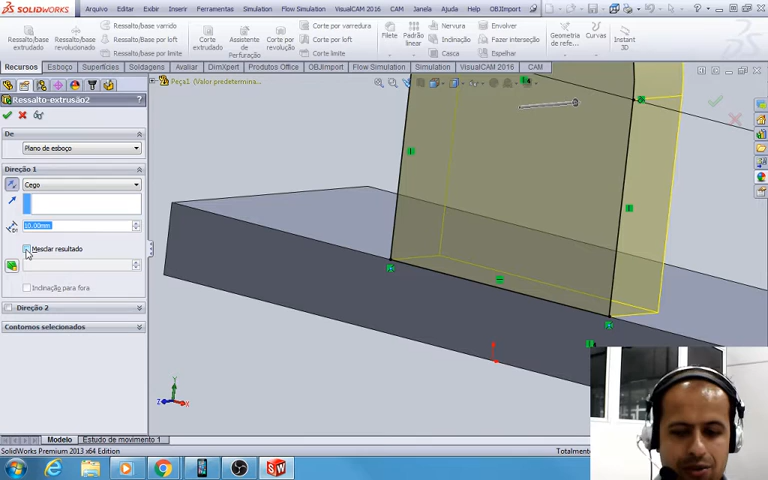 SOLIDWORKS
Arquivo Editar Exibir Inserir Ferramentas Simulation Flow Simulation VisualCAM 2016 CAM Janela Ajuda MecSoft OBJImport
Ressalto/base extrudado
Ressalto/base revolucionado
Ressalto/base varrido
Ressalto/base por loft
Ressalto/base de limite
Corte extrudado
Assistente de Perfuração
Corte por revolução
Corte por varredura
Corte por loft
Corte limite
Filete
Padrão linear
Nervura
Inclinação
Casca
Envolver
Fazer interseção
Espelhar
Geometria de refe...
Curvas
Instant 3D
Recursos Esboço Superfícies Soldagens Avaliar DimXpert Produtos Office OBJImport Flow Simulation Simulation VisualCAM 2016 CAM
Peça1 (Valor predetermina...
Ressalto-extrusão2 ?
De
Plano de esboço
Direção 1
Cego
10.00mm
Mesclar resultado
Inclinação para fora
Direção 2
Contornos selecionados
Y
Z X
Modelo Estudo de movimento 1
SolidWorks Premium 2013 x64 Edition
Totalmente